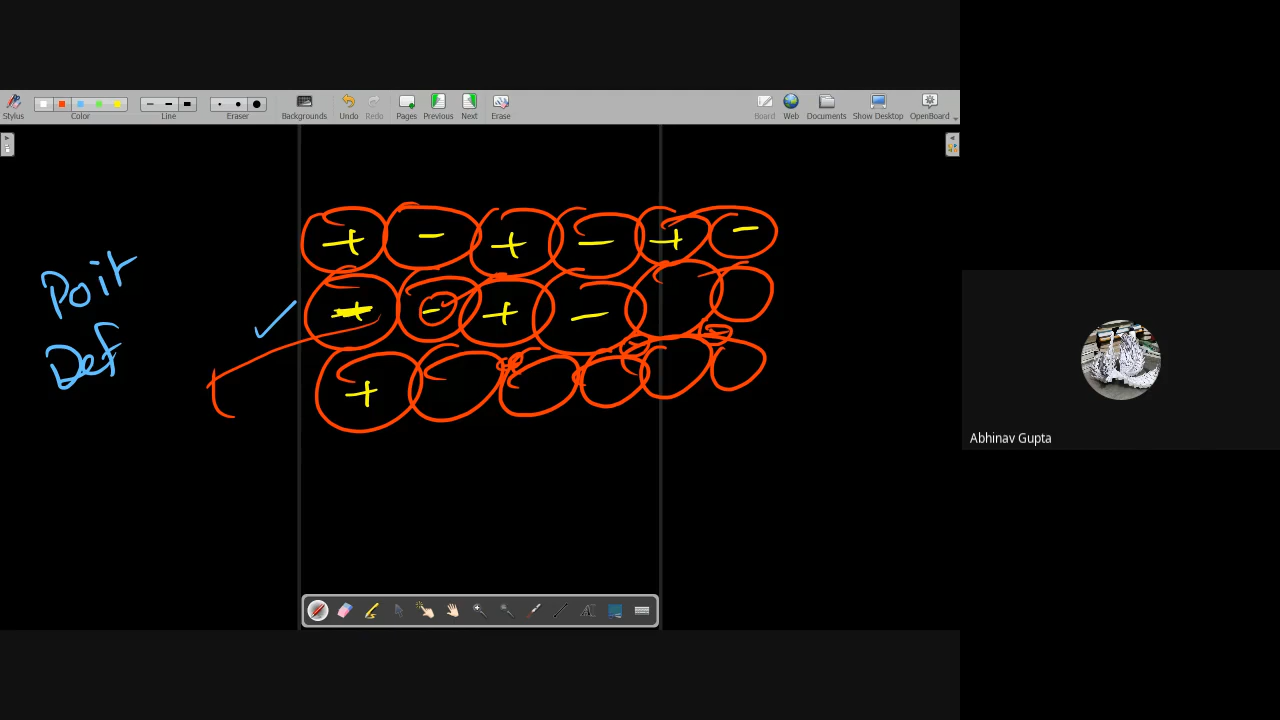 Stylus Color Line Eraser Backgrounds Undo Redo Pages Previous Next Erase Board Web Documents Show Desktop OpenBoard
+ - + - + -
Point
+ - + -
Def
+
Abhinav Gupta